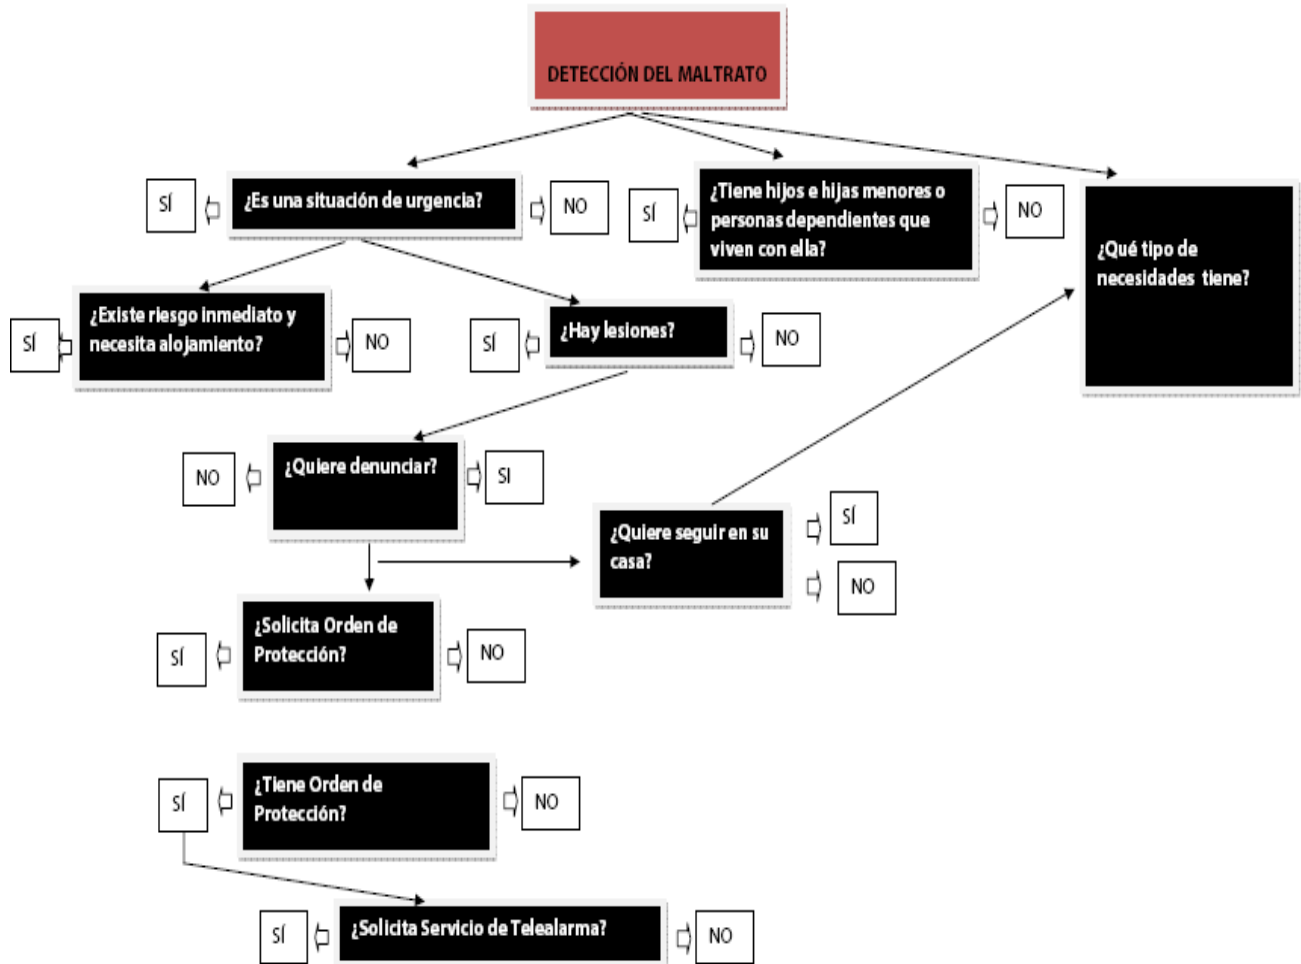 DETECCIÓN DEL MALTRATO
SÍ
¿Es una situación de urgencia?
NO
SÍ
¿Tiene hijos e hijas menores o
personas dependientes que
viven con ella?
NO
¿Qué tipo de
necesidades tiene?
SÍ
¿Existe riesgo inmediato y
necesita alojamiento?
NO
SÍ
¿Hay lesiones?
NO
NO
¿Quiere denunciar?
SI
¿Quiere seguir en su
casa?
SÍ
NO
SÍ
¿Solicita Orden de
Protección?
NO
SÍ
¿Tiene Orden de
Protección?
NO
SÍ
¿Solicita Servicio de Telealarma?
NO